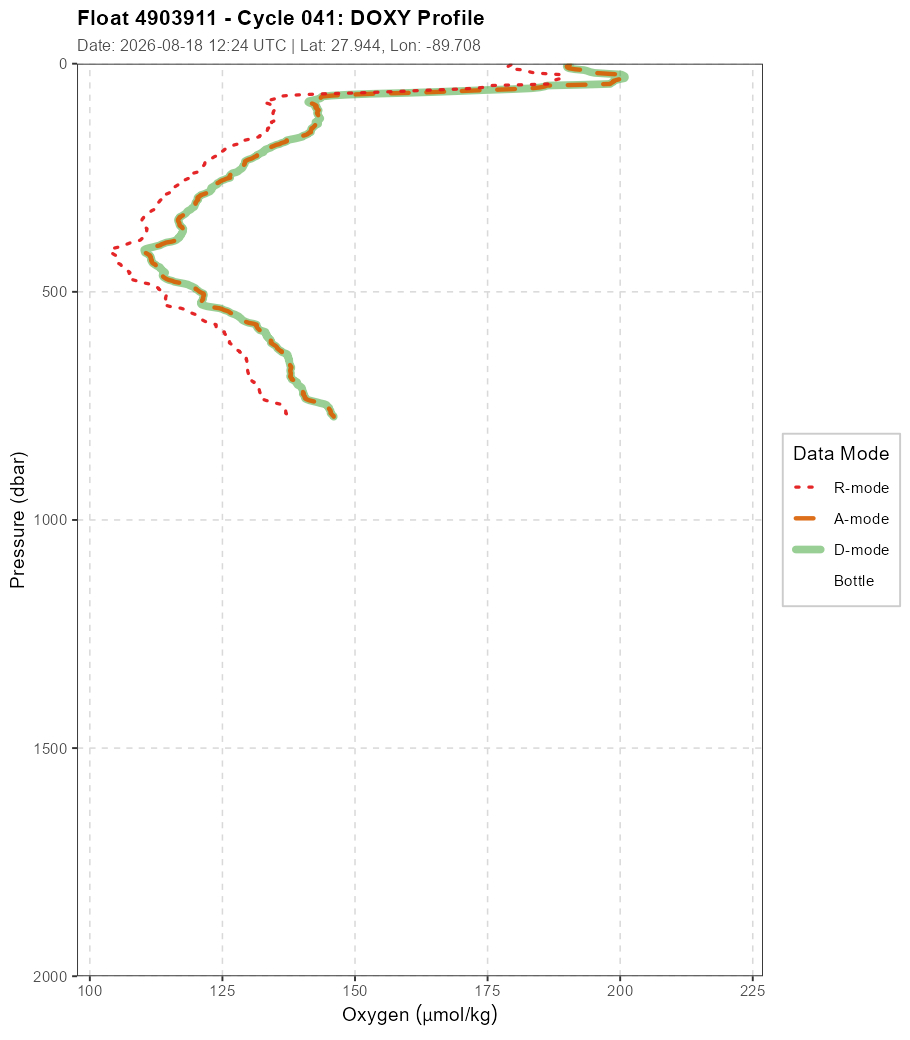 Float 4903911 - Cycle 041: DOXY Profile
Date: 2026-08-18 12:24 UTC | Lat: 27.944, Lon: -89.708
0
500
1000
1500
2000
Pressure (dbar)
100 125 150 175 200 225
Oxygen (μmol/kg)
Data Mode
R-mode
A-mode
D-mode
Bottle